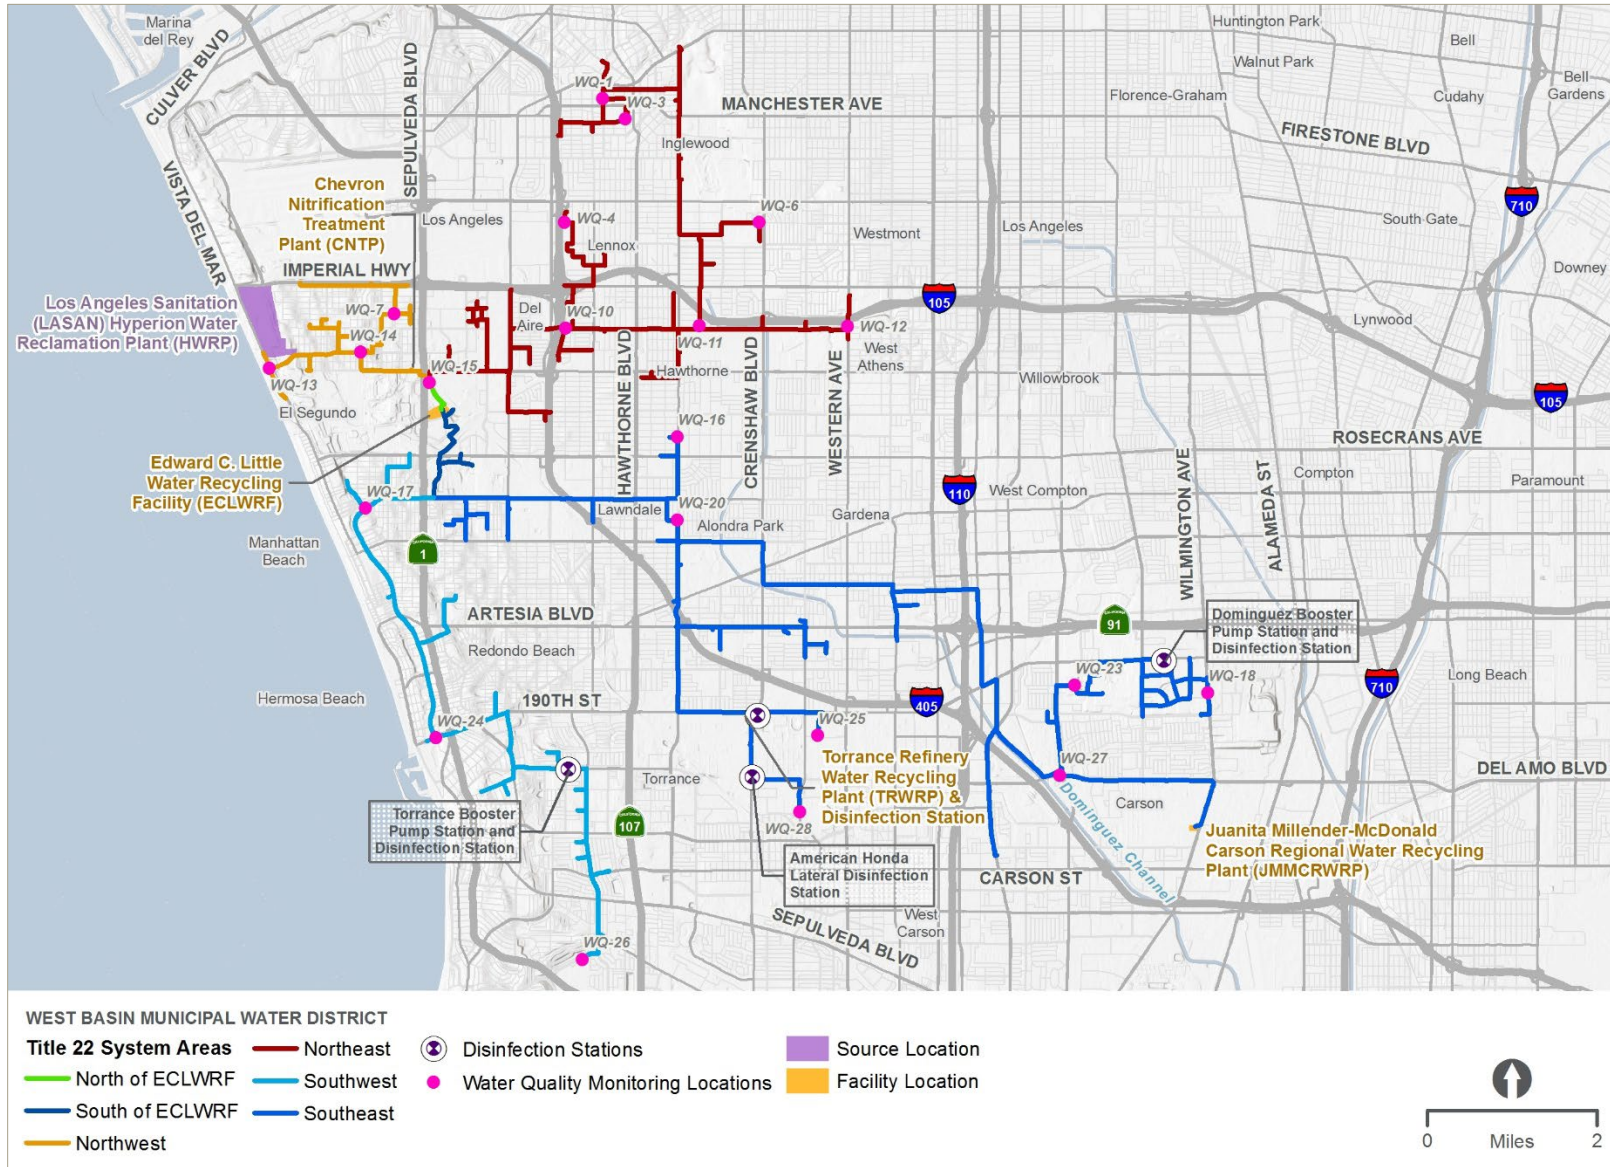 Marina
del Rey
CULVER BLVD
SEPULVEDA BLVD
Huntington Park
Bell
Walnut Park
Bell
Gardens
Cudahy
Florence-Graham
WQ-1
WQ-3
MANCHESTER AVE
FIRESTONE BLVD
Inglewood
VISTA DEL MAR
Chevron
Nitrification
Treatment
Plant (CNTP)
Los Angeles
WQ-4
WQ-6
Lennox
Westmont
Los Angeles
South Gate
710
Downey
IMPERIAL HWY
Los Angeles Sanitation
(LASAN) Hyperion Water
Reclamation Plant (HWRP)
WQ-7
WQ-14
Del
Aire
WQ-10
105
Lynwood
WQ-11
WQ-12
West
Athens
WQ-13
WQ-15
HAWTHORNE BLVD
Hawthorne
CRENSHAW BLVD
WESTERN AVE
Willowbrook
105
El Segundo
WQ-16
ROSECRANS AVE
Edward C. Little
Water Recycling
Facility (ECLWRF)
WQ-17
Lawndale
WQ-20
Alondra Park
Gardena
110
West Compton
WILMINGTON AVE
ALAMEDA ST
Compton
Paramount
Manhattan
Beach
1
ARTESIA BLVD
91
Dominguez Booster
Pump Station and
Disinfection Station
Redondo Beach
Hermosa Beach
190TH ST
WQ-23
WQ-18
710
Long Beach
405
WQ-24
WQ-25
WQ-27
Torrance Refinery
Water Recycling
Plant (TRWRP) &
Disinfection Station
DEL AMO BLVD
Torrance
Carson
Dominguez Channel
Torrance Booster
Pump Station and
Disinfection Station
107
WQ-28
Juanita Millender-McDonald
Carson Regional Water Recycling
Plant (JMMCRWRP)
American Honda
Lateral Disinfection
Station
CARSON ST
SEPULVEDA BLVD
West
Carson
WQ-26
WEST BASIN MUNICIPAL WATER DISTRICT
Title 22 System Areas
North of ECLWRF
South of ECLWRF
Northwest
Northeast
Southwest
Southeast
Disinfection Stations
Water Quality Monitoring Locations
Source Location
Facility Location
0 Miles 2